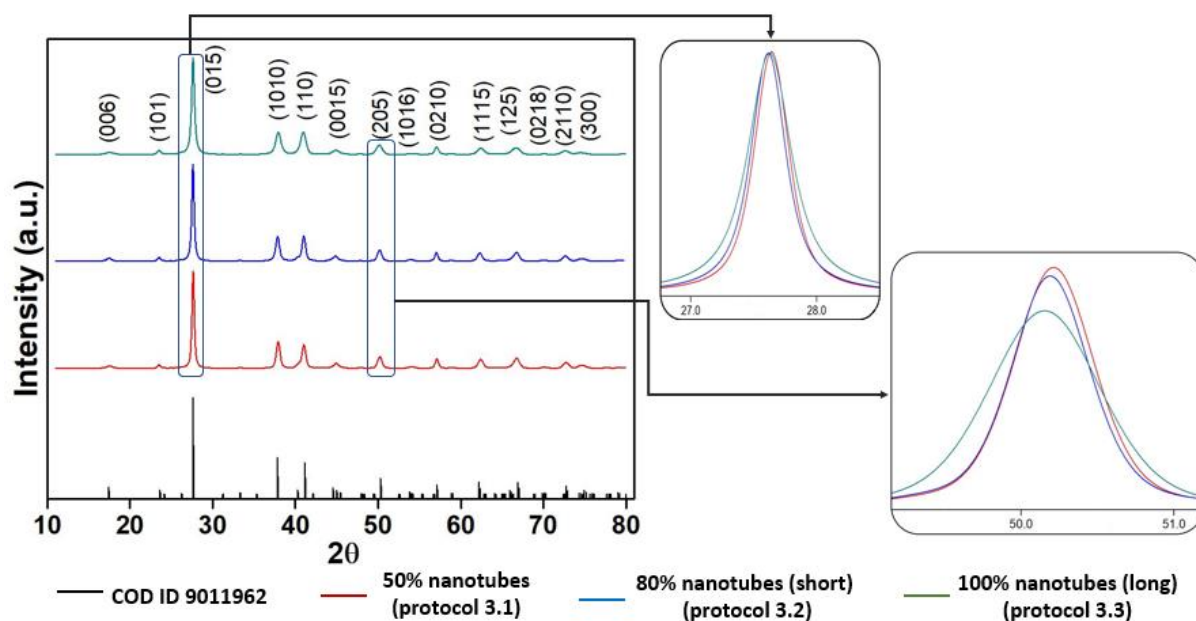 Intensity (a.u.)
(006)
(101)
(015)
(1010)
(110)
(0015)
(205)
(1016)
(0210)
(1115)
(125)
(0218)
(2110)
(300)
10 20 30 40 50 60 70 80
2θ
27.0 28.0
50.0 51.0
COD ID 9011962
50% nanotubes
(protocol 3.1)
80% nanotubes (short)
(protocol 3.2)
100% nanotubes (long)
(protocol 3.3)